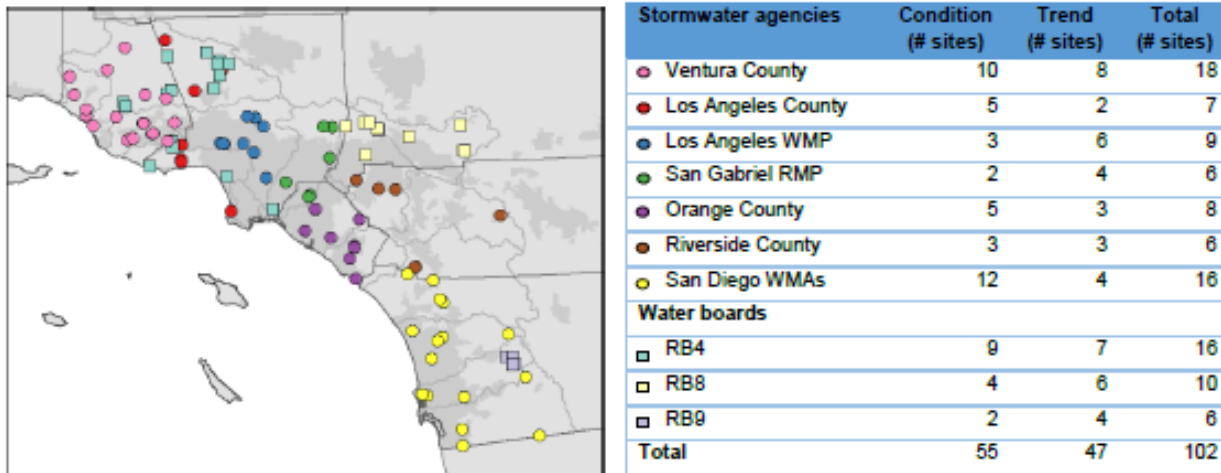 Stormwater agencies Condition (# sites) Trend (# sites) Total (# sites)
Ventura County 10 8 18
Los Angeles County 5 2 7
Los Angeles WMP 3 6 9
San Gabriel RMP 2 4 6
Orange County 5 3 8
Riverside County 3 3 6
San Diego WMAs 12 4 16
Water boards
RB4 9 7 16
RB8 4 6 10
RB9 2 4 6
Total 55 47 102